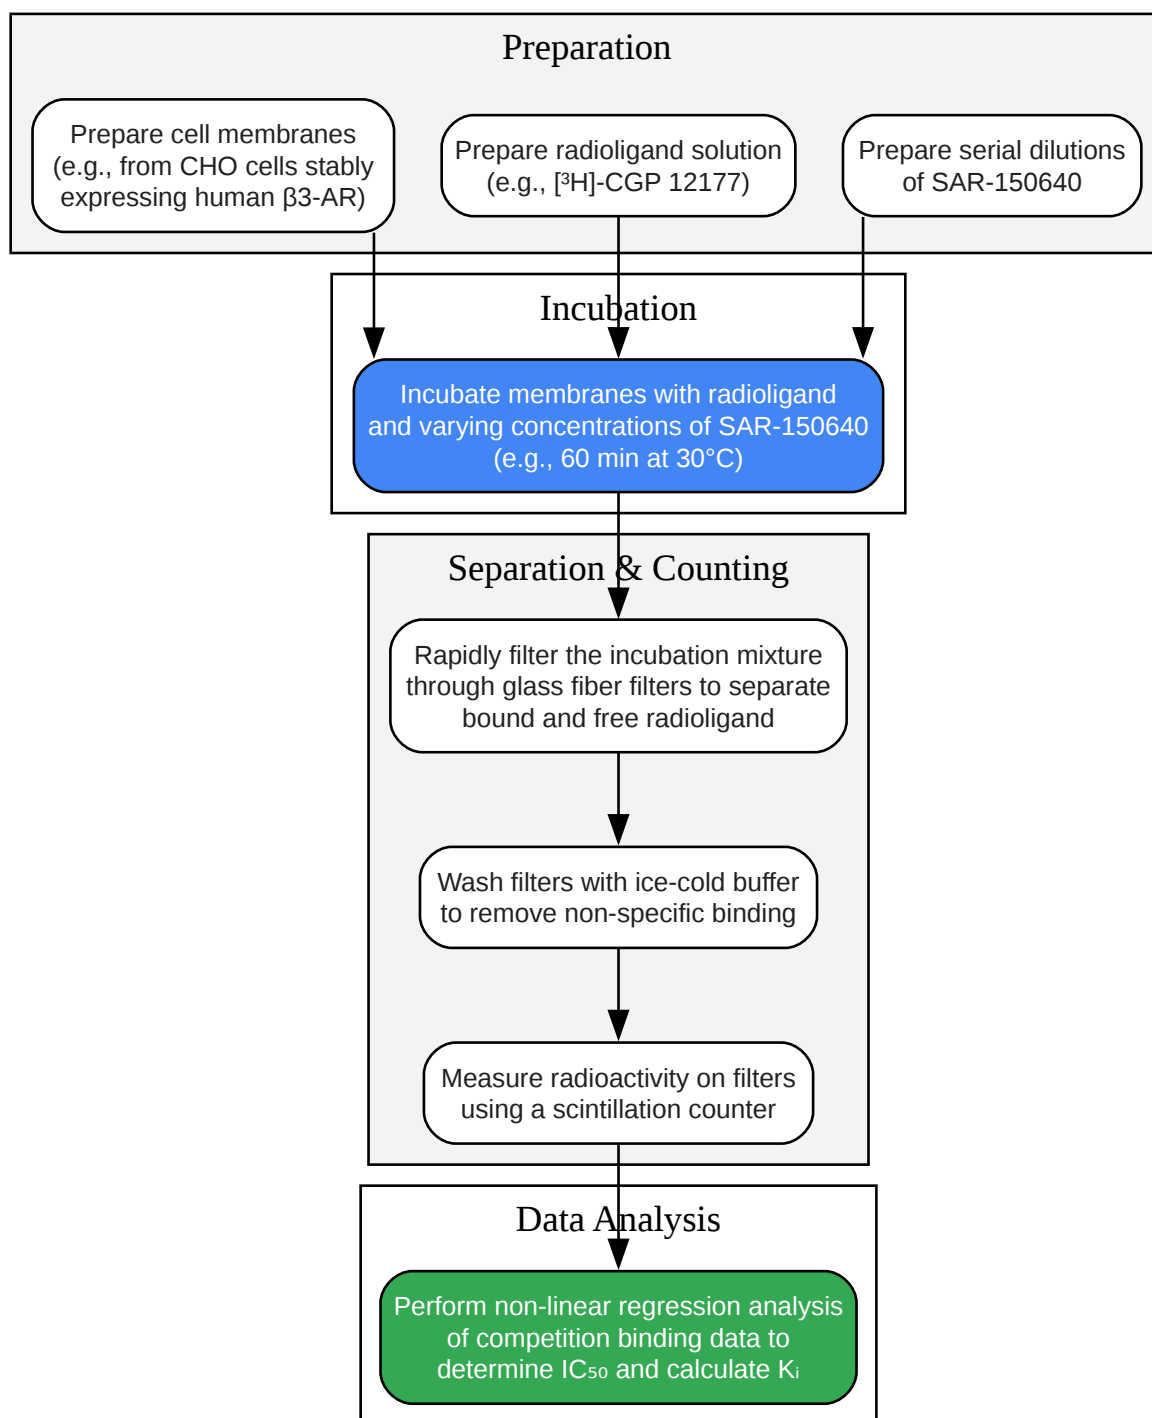 Preparation
Prepare cell membranes
(e.g., from CHO cells stably
expressing human β3-AR)
Prepare radioligand solution
(e.g., [³H]-CGP 12177)
Prepare serial dilutions
of SAR-150640
Incubation
Incubate membranes with radioligand
and varying concentrations of SAR-150640
(e.g., 60 min at 30°C)
Separation & Counting
Rapidly filter the incubation mixture
through glass fiber filters to separate
bound and free radioligand
Wash filters with ice-cold buffer
to remove non-specific binding
Measure radioactivity on filters
using a scintillation counter
Data Analysis
Perform non-linear regression analysis
of competition binding data to
determine IC₅₀ and calculate Kᵢ